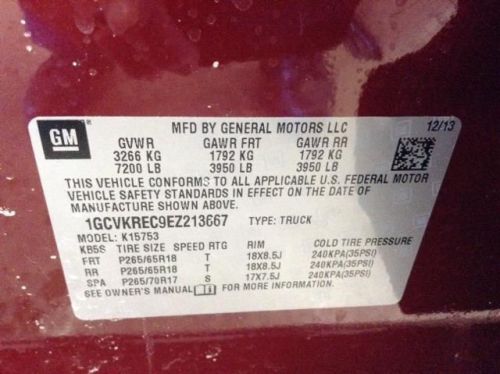 GM MFD BY GENERAL MOTORS LLC 12/13
GVWR GAWR FRT GAWR RR
3266 KG 1792 KG 1792 KG
7200 LB 3950 LB 3950 LB
THIS VEHICLE CONFORMS TO ALL APPLICABLE U.S. FEDERAL MOTOR
VEHICLE SAFETY STANDARDS IN EFFECT ON THE DATE OF
MANUFACTURE SHOWN ABOVE.
1GCVKREC9EZ213667 TYPE: TRUCK
MODEL: K15753
KB5S TIRE SIZE SPEED RTG RIM COLD TIRE PRESSURE
FRT P265/65R18 T 18X8.5J 240KPA(35PSI)
RR P265/65R18 T 18X8.5J 240KPA(35PSI)
SPA P265/70R17 S 17X7.5J 240KPA(35PSI)
SEE OWNER'S MANUAL FOR MORE INFORMATION.